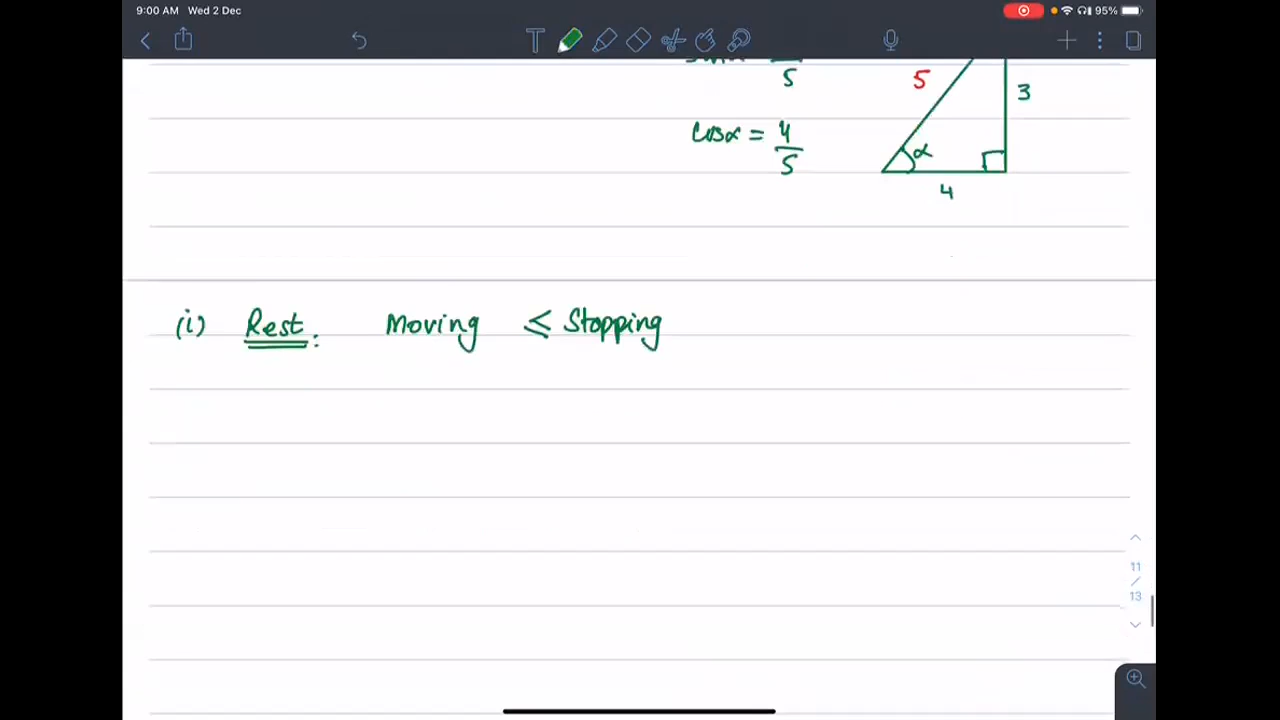 9:00 AM Wed 2 Dec
95%
T
5
5
3
cosα = 4/5
α
4
(i) Rest: Moving ≤ Stopping
11
/
13